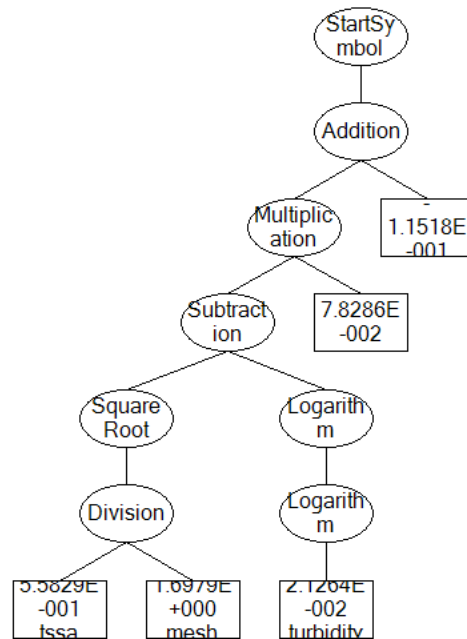 StartSy
mbol
Addition
Multiplic
ation
-
1.1518E
-001
Subtract
ion
7.8286E
-002
Square
Root
Logarith
m
Division
Logarith
m
5.5829E
-001
tssa
1.6979E
+000
mesh
2.1264E
-002
turbidity